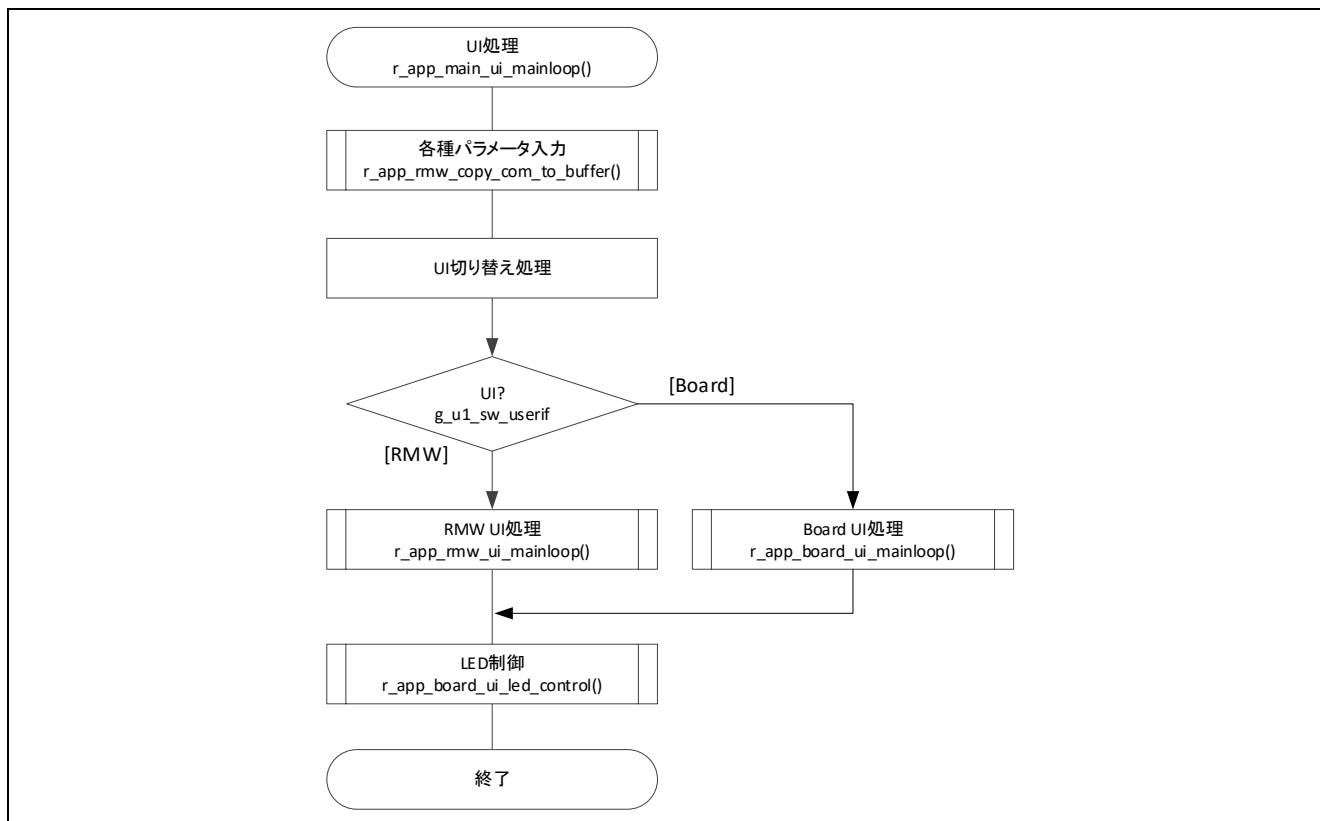 UI処理
r_app_main_ui_mainloop()
各種パラメータ入力
r_app_rmw_copy_com_to_buffer()
UI切り替え処理
UI?
g_u1_sw_userif
[Board]
[RMW]
RMW UI処理
r_app_rmw_ui_mainloop()
Board UI処理
r_app_board_ui_mainloop()
LED制御
r_app_board_ui_led_control()
終了